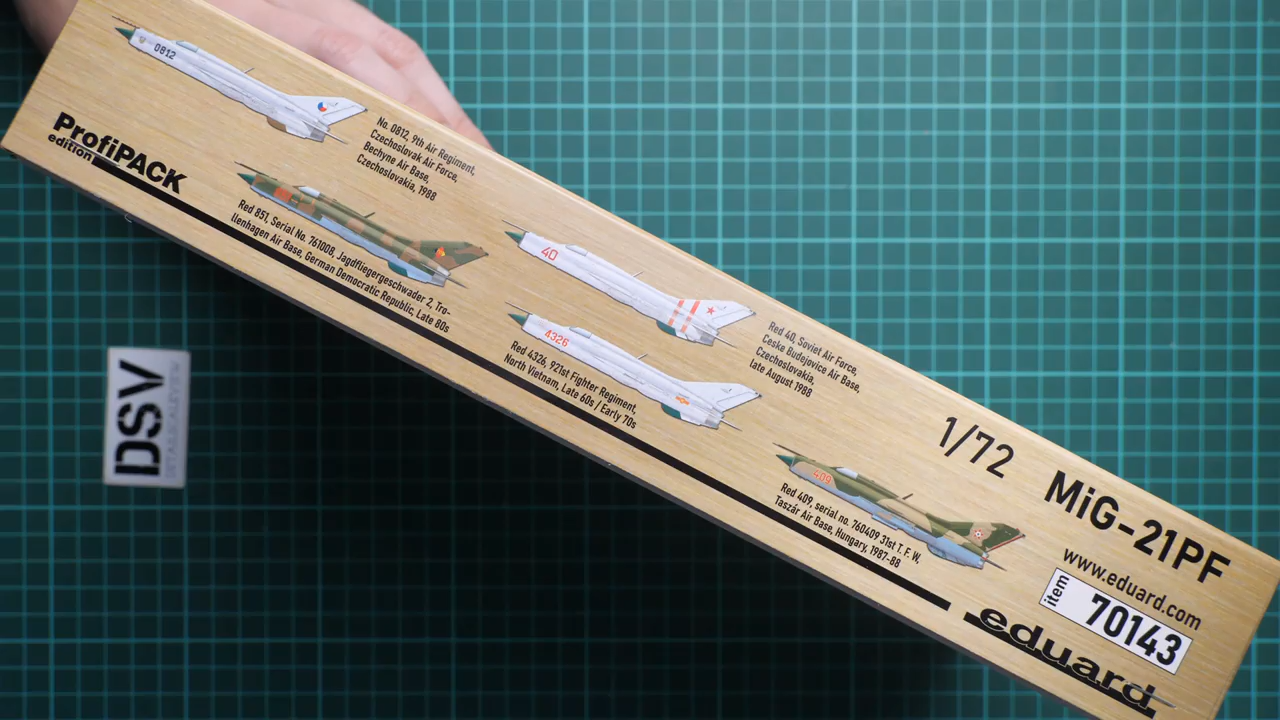 0812
No. 0812, 9th Air Regiment,
Czechoslovak Air Force,
Bechyne Air Base,
Czechoslovakia, 1988
ProfiPACK
edition
Red 851, Serial No. 761008, Jagdfliegergeschwader 2, Tro-
llenhagen Air Base, German Democratic Republic, Late 80s
40
Red 40, Soviet Air Force,
Ceske Budejovice Air Base,
Czechoslovakia,
late August 1988
4326
Red 4326, 921st Fighter Regiment,
North Vietnam, Late 60s / Early 70s
409
Red 409, serial no. 760409 31st T. F. W.,
Taszár Air Base, Hungary, 1987-88
1/72 MiG-21PF
www.eduard.com
item 70143
eduard
DSV